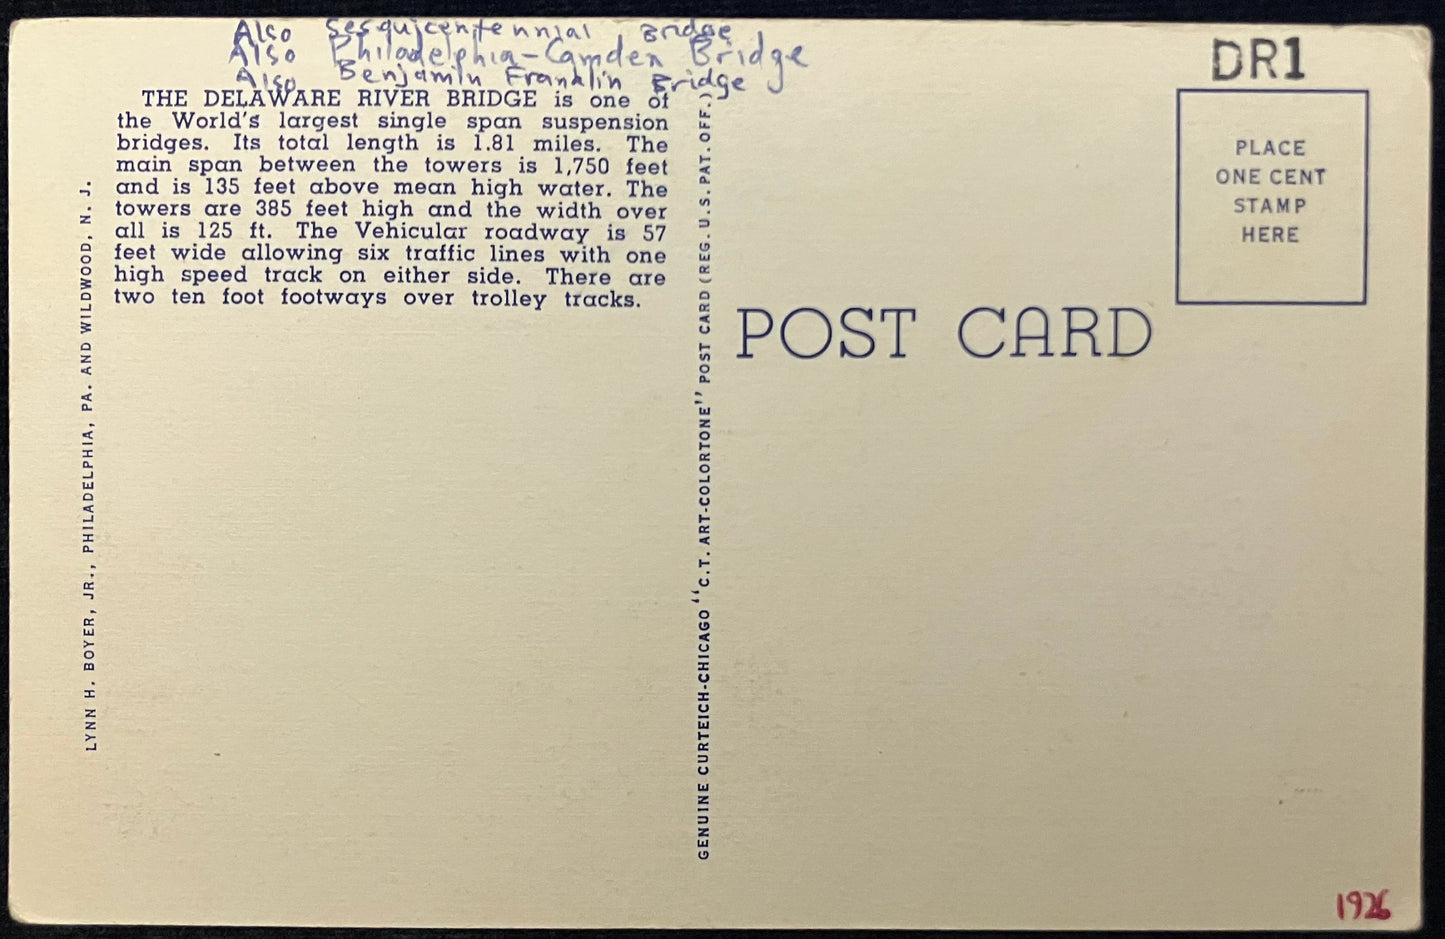 Also Sesquicentennial Bridge
Also Philadelphia-Camden Bridge
Also Benjamin Franklin Bridge
THE DELAWARE RIVER BRIDGE is one of
the World's largest single span suspension
bridges. Its total length is 1.81 miles. The
main span between the towers is 1,750 feet
and is 135 feet above mean high water. The
towers are 385 feet high and the width over
all is 125 ft. The Vehicular roadway is 57
feet wide allowing six traffic lines with one
high speed track on either side. There are
two ten foot footways over trolley tracks.
LYNN H. BOYER, JR., PHILADELPHIA, PA. AND WILDWOOD, N. J.
GENUINE CURTEICH-CHICAGO "C.T. ART-COLORTONE" POST CARD (REG. U.S. PAT. OFF.)
DR1
PLACE
ONE CENT
STAMP
HERE
POST CARD
1926